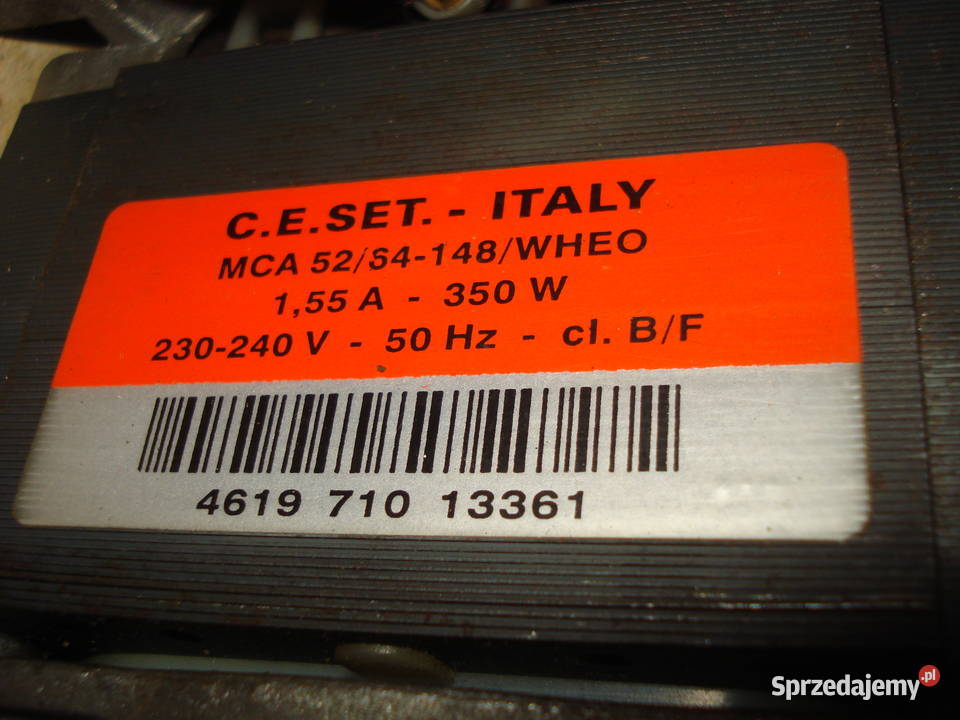 C.E.SET. - ITALY
MCA 52/64-148/WHEO
1,55 A - 350 W
230-240 V - 50 Hz - cl. B/F
4619 710 13361
Sprzedajemy.pl